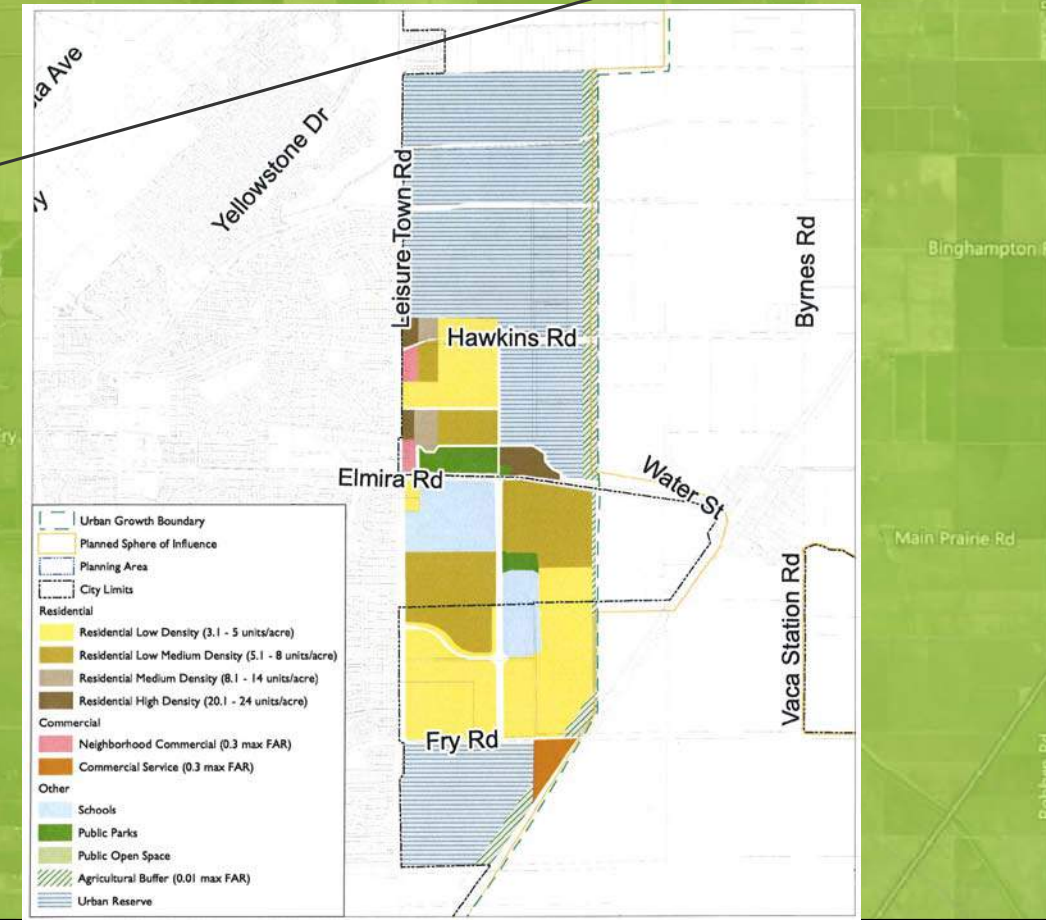 ta Ave
ry
Yellowstone Dr
Leisure Town Rd
Byrnes Rd
Binghampton
Hawkins Rd
ry
Elmira Rd
Water St
Main Prairie Rd
Vaca Station Rd
Fry Rd
Urban Growth Boundary
Planned Sphere of Influence
Planning Area
City Limits
Residential
Residential Low Density (3.1 - 5 units/acre)
Residential Low Medium Density (5.1 - 8 units/acre)
Residential Medium Density (8.1 - 14 units/acre)
Residential High Density (20.1 - 24 units/acre)
Commercial
Neighborhood Commercial (0.3 max FAR)
Commercial Service (0.3 max FAR)
Other
Schools
Public Parks
Public Open Space
Agricultural Buffer (0.01 max FAR)
Urban Reserve